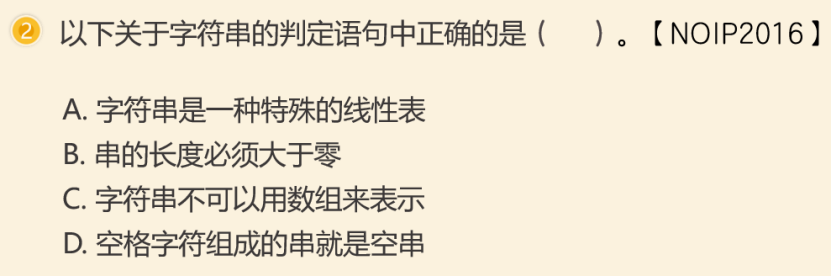 2 以下关于字符串的判定语句中正确的是（　　）。【NOIP2016】
A. 字符串是一种特殊的线性表
B. 串的长度必须大于零
C. 字符串不可以用数组来表示
D. 空格字符组成的串就是空串